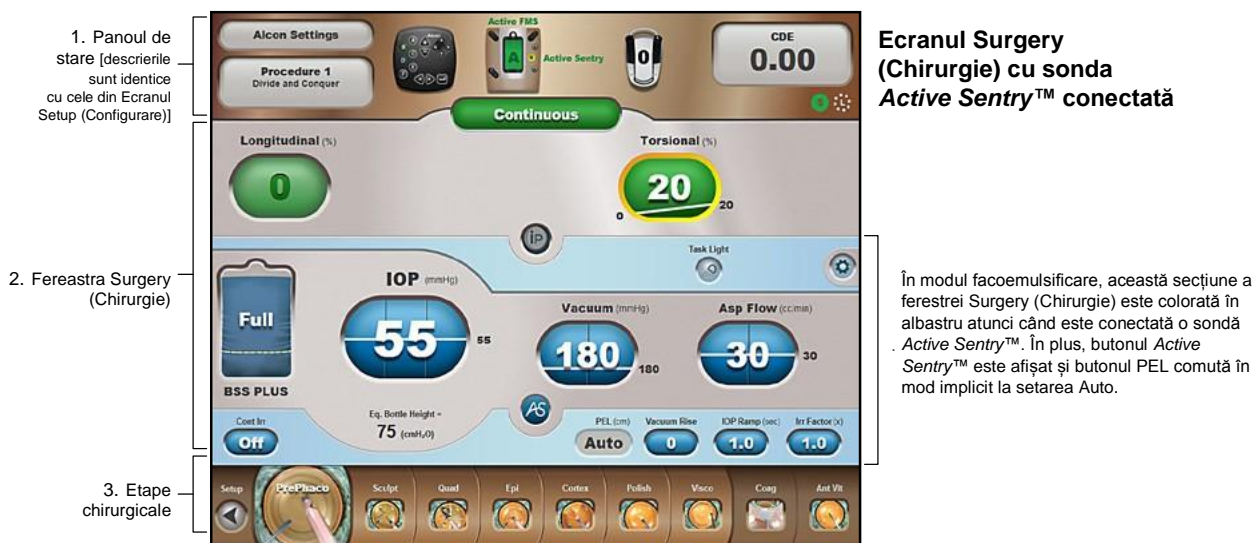 1. Panoul de
stare [descrierile
sunt identice
cu cele din Ecranul
Setup (Configurare)]
2. Fereastra Surgery
(Chirurgie)
3. Etape
chirurgicale
Alcon Settings
Procedure 1
Divide and Conquer
Active FMS
A
Active Sentry
0
CDE
0.00
S
Continuous
Longitudinal (%)
0
Torsional (%)
20
0
20
iP
Task Light
Full
BSS PLUS
IOP (mmHg)
55
55
Eq. Bottle Height =
75 (cmH₂O)
Vacuum (mmHg)
180
180
Asp Flow (cc/min)
30
30
AS
Cont Irr
Off
PEL (cm)
Auto
Vacuum Rise
0
IOP Ramp (sec)
1.0
Irr Factor (x)
1.0
Setup
PrePhaco
Sculpt
Quad
Epi
Cortex
Polish
Visco
Coag
Ant Vit
Ecranul Surgery
(Chirurgie) cu sonda
Active Sentry™ conectată
În modul facoemulsificare, această secțiune a
ferestrei Surgery (Chirurgie) este colorată în
albastru atunci când este conectată o sondă
. Active Sentry™. În plus, butonul Active
Sentry™ este afișat și butonul PEL comută în
mod implicit la setarea Auto.